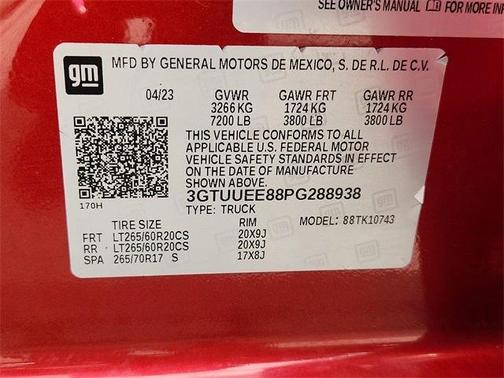 SEE OWNER'S MANUAL FOR MORE INF
gm MFD BY GENERAL MOTORS DE MEXICO, S. DE R.L. DE C.V.
04/23 GVWR GAWR FRT GAWR RR
3266 KG 1724 KG 1724 KG
7200 LB 3800 LB 3800 LB
THIS VEHICLE CONFORMS TO ALL
APPLICABLE U.S. FEDERAL MOTOR
VEHICLE SAFETY STANDARDS IN EFFECT
ON THE DATE OF MANUFACTURE
SHOWN ABOVE.
3GTUUEE88PG288938
170H TYPE: TRUCK MODEL: 88TK10743
TIRE SIZE RIM
FRT LT265/60R20CS 20X9J
RR LT265/60R20CS 20X9J
SPA 265/70R17 S 17X8J